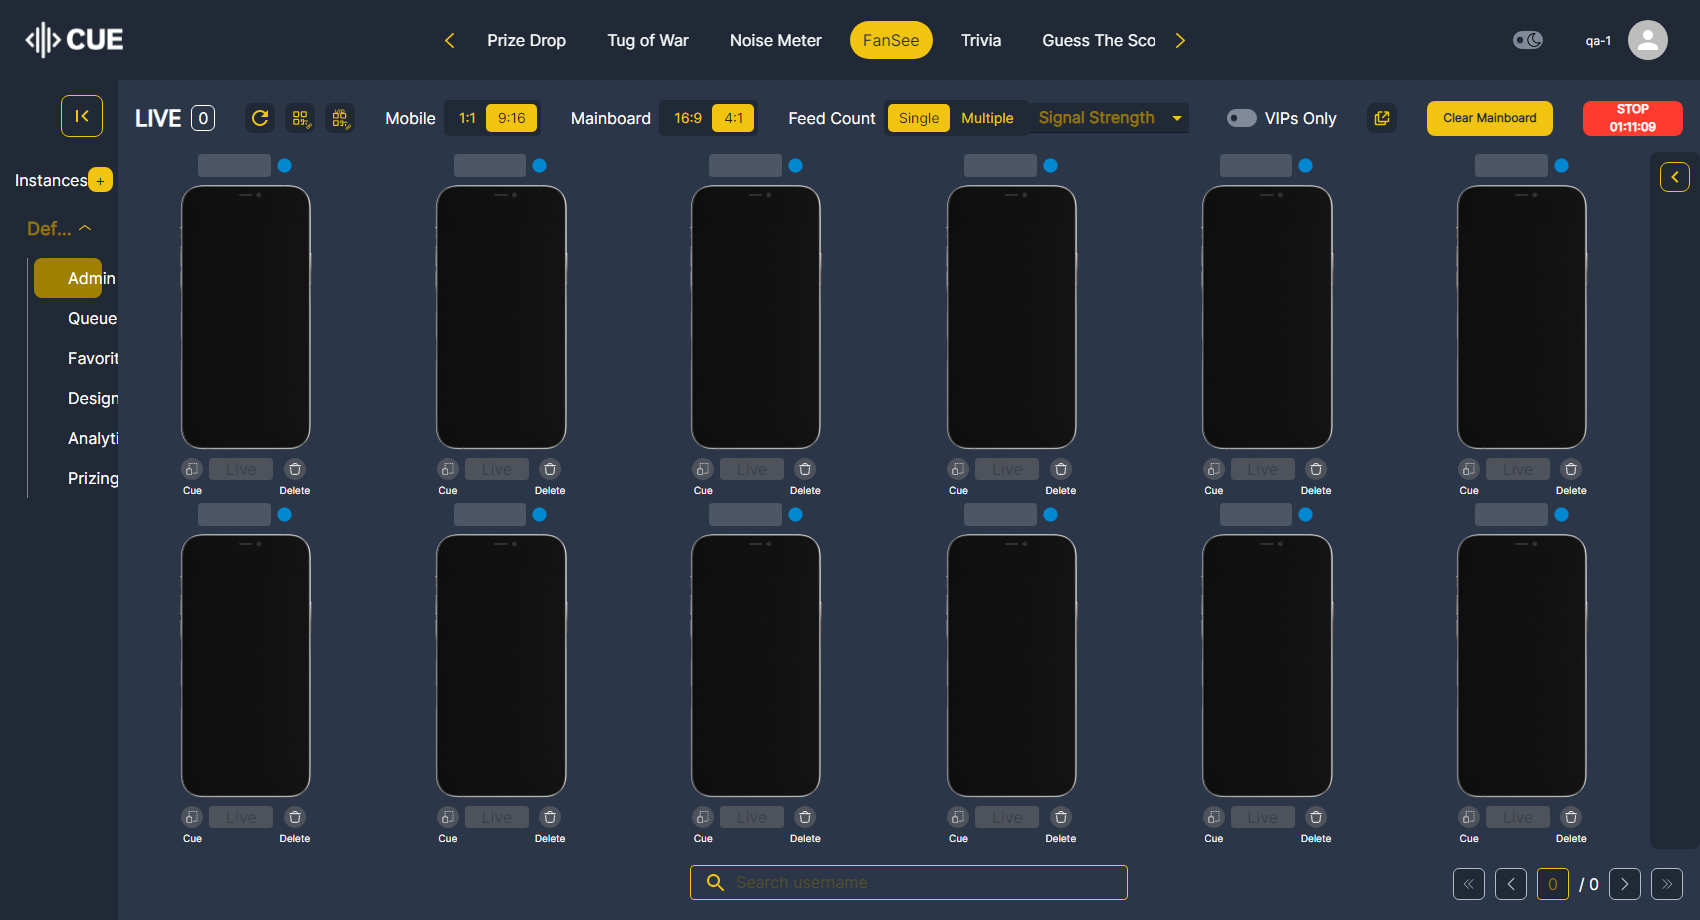 CUE
Prize Drop
Tug of War
Noise Meter
FanSee
Trivia
Guess The Sco
qa-1
LIVE 0
Mobile 1:1 9:16
Mainboard 16:9 4:1
Feed Count Single Multiple
Signal Strength
VIPs Only
Clear Mainboard
STOP
01:11:09
Instances +
Def...
Admin
Queue
Favorit
Design
Analyti
Prizing
Live Live Live Live Live Live
Cue Delete Cue Delete Cue Delete Cue Delete Cue Delete Cue Delete
Live Live Live Live Live Live
Cue Delete Cue Delete Cue Delete Cue Delete Cue Delete Cue Delete
Search username
0 / 0